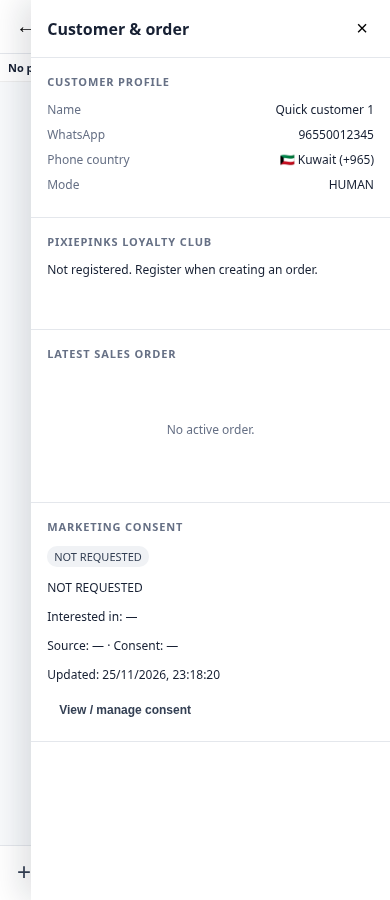 Customer & order
×
←
No p
CUSTOMER PROFILE
Name Quick customer 1
WhatsApp 96550012345
Phone country 🇰🇼 Kuwait (+965)
Mode HUMAN
PIXIEPINKS LOYALTY CLUB
Not registered. Register when creating an order.
LATEST SALES ORDER
No active order.
MARKETING CONSENT
NOT REQUESTED
NOT REQUESTED
Interested in: —
Source: — · Consent: —
Updated: 25/11/2026, 23:18:20
View / manage consent
+